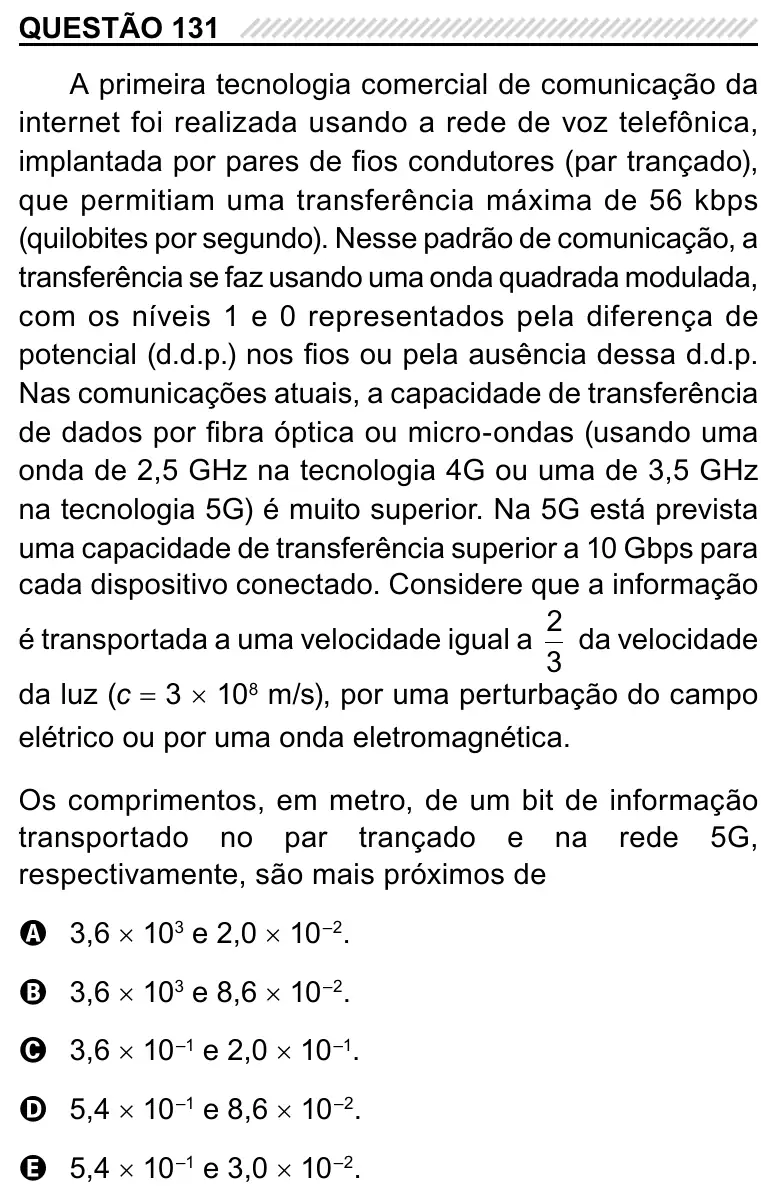 QUESTÃO 131
A primeira tecnologia comercial de comunicação da
internet foi realizada usando a rede de voz telefônica,
implantada por pares de fios condutores (par trançado),
que permitiam uma transferência máxima de 56 kbps
(quilobites por segundo). Nesse padrão de comunicação, a
transferência se faz usando uma onda quadrada modulada,
com os níveis 1 e 0 representados pela diferença de
potencial (d.d.p.) nos fios ou pela ausência dessa d.d.p.
Nas comunicações atuais, a capacidade de transferência
de dados por fibra óptica ou micro-ondas (usando uma
onda de 2,5 GHz na tecnologia 4G ou uma de 3,5 GHz
na tecnologia 5G) é muito superior. Na 5G está prevista
uma capacidade de transferência superior a 10 Gbps para
cada dispositivo conectado. Considere que a informação
é transportada a uma velocidade igual a 2/3 da velocidade
da luz (c = 3 × 10⁸ m/s), por uma perturbação do campo
elétrico ou por uma onda eletromagnética.
Os comprimentos, em metro, de um bit de informação
transportado no par trançado e na rede 5G,
respectivamente, são mais próximos de
A 3,6 × 10³ e 2,0 × 10⁻².
B 3,6 × 10³ e 8,6 × 10⁻².
C 3,6 × 10⁻¹ e 2,0 × 10⁻¹.
D 5,4 × 10⁻¹ e 8,6 × 10⁻².
E 5,4 × 10⁻¹ e 3,0 × 10⁻².